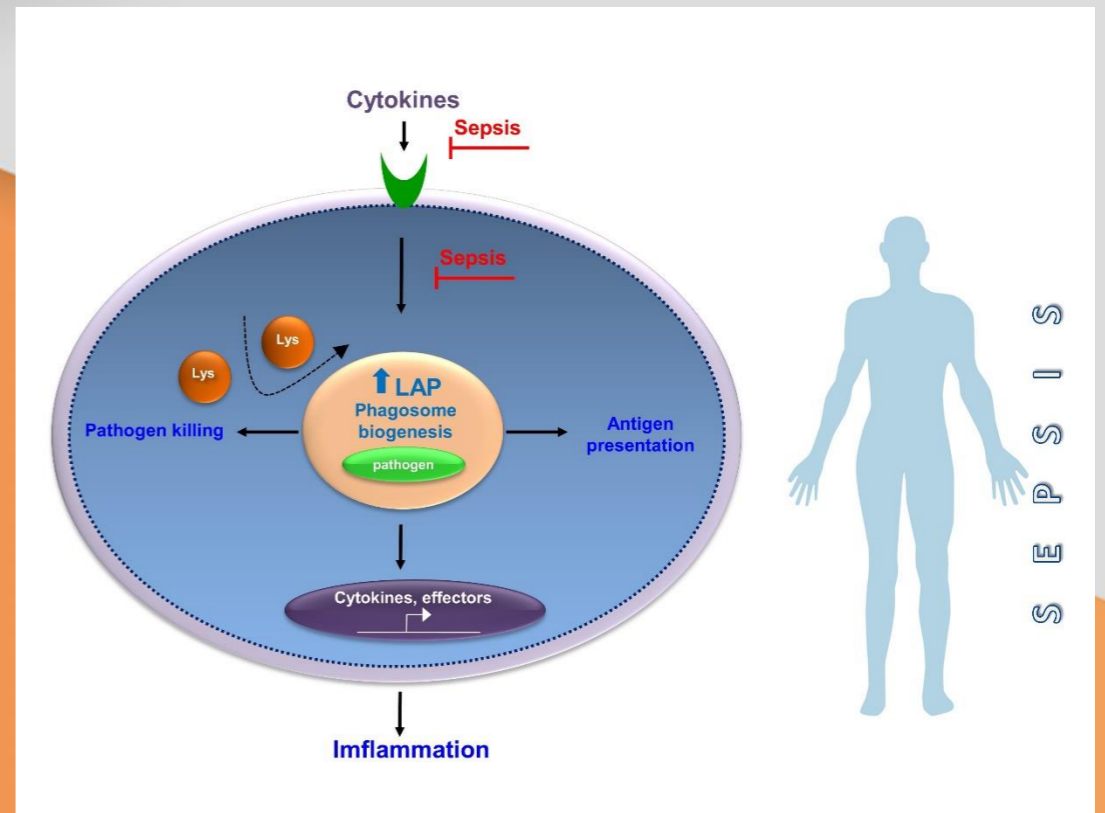 Cytokines
Sepsis
Sepsis
Lys
Lys
LAP
Phagosome
biogenesis
pathogen
Pathogen killing
Antigen
presentation
Cytokines, effectors
Imflammation
SEPSIS